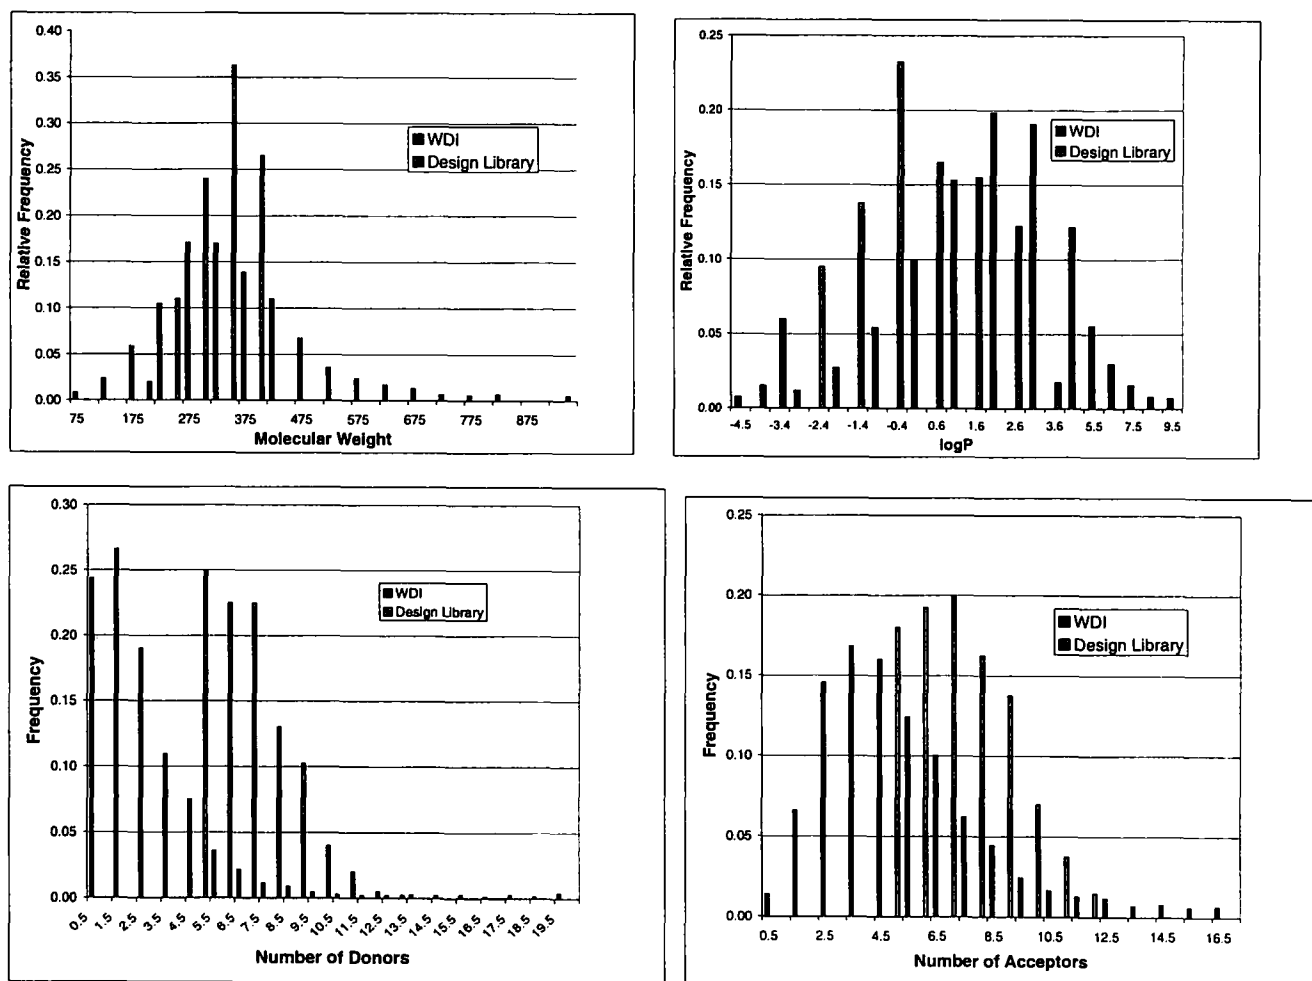 0.40
0.35
0.30
0.25
0.20
0.15
0.10
0.05
0.00
Relative Frequency
WDI
Design Library
75 175 275 375 475 575 675 775 875
Molecular Weight
0.25
0.20
0.15
0.10
0.05
0.00
Relative Frequency
WDI
Design Library
-4.5 -3.4 -2.4 -1.4 -0.4 0.6 1.6 2.6 3.6 5.5 7.5 9.5
logP
0.30
0.25
0.20
0.15
0.10
0.05
0.00
Frequency
WDI
Design Library
0.5 1.5 2.5 3.5 4.5 5.5 6.5 7.5 8.5 9.5 10.5 11.5 12.5 13.5 14.5 15.5 16.5 17.5 18.5 19.5
Number of Donors
0.25
0.20
0.15
0.10
0.05
0.00
Frequency
WDI
Design Library
0.5 2.5 4.5 6.5 8.5 10.5 12.5 14.5 16.5
Number of Acceptors